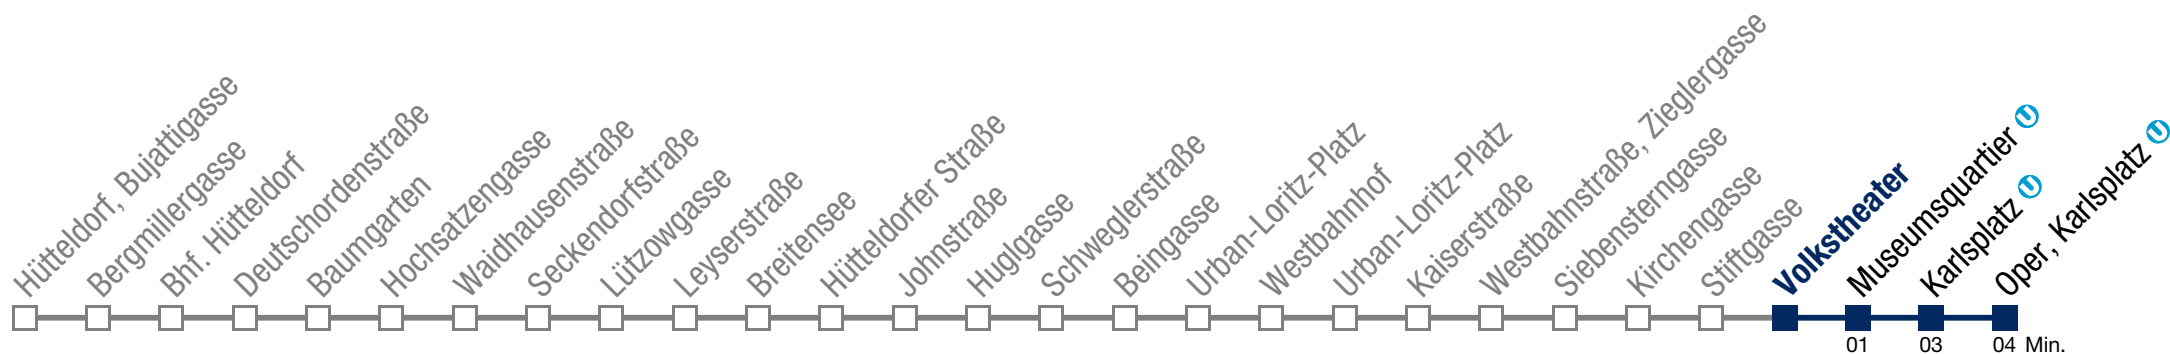 Hütteldorf, Bujattigasse
Bergmillergasse
Bhf. Hütteldorf
Deutschordenstraße
Baumgarten
Hochsatzengasse
Waidhausenstraße
Seckendorfstraße
Lützowgasse
Leyserstraße
Breitensee
Hütteldorfer Straße
Johnstraße
Huglgasse
Schweglerstraße
Beingasse
Urban-Loritz-Platz
Westbahnhof
Urban-Loritz-Platz
Kaiserstraße
Westbahnstraße, Zieglergasse
Siebensterngasse
Kirchengasse
Stiftgasse
Volkstheater
Museumsquartier U
Karlsplatz U
Oper, Karlsplatz U
01 03 04 Min.